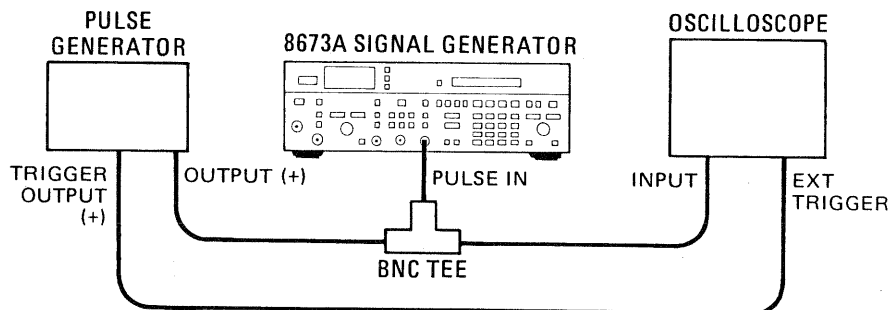 PULSE
GENERATOR
8673A SIGNAL GENERATOR
OSCILLOSCOPE
TRIGGER
OUTPUT
(+)
OUTPUT (+)
PULSE IN
INPUT
EXT
TRIGGER
BNC TEE